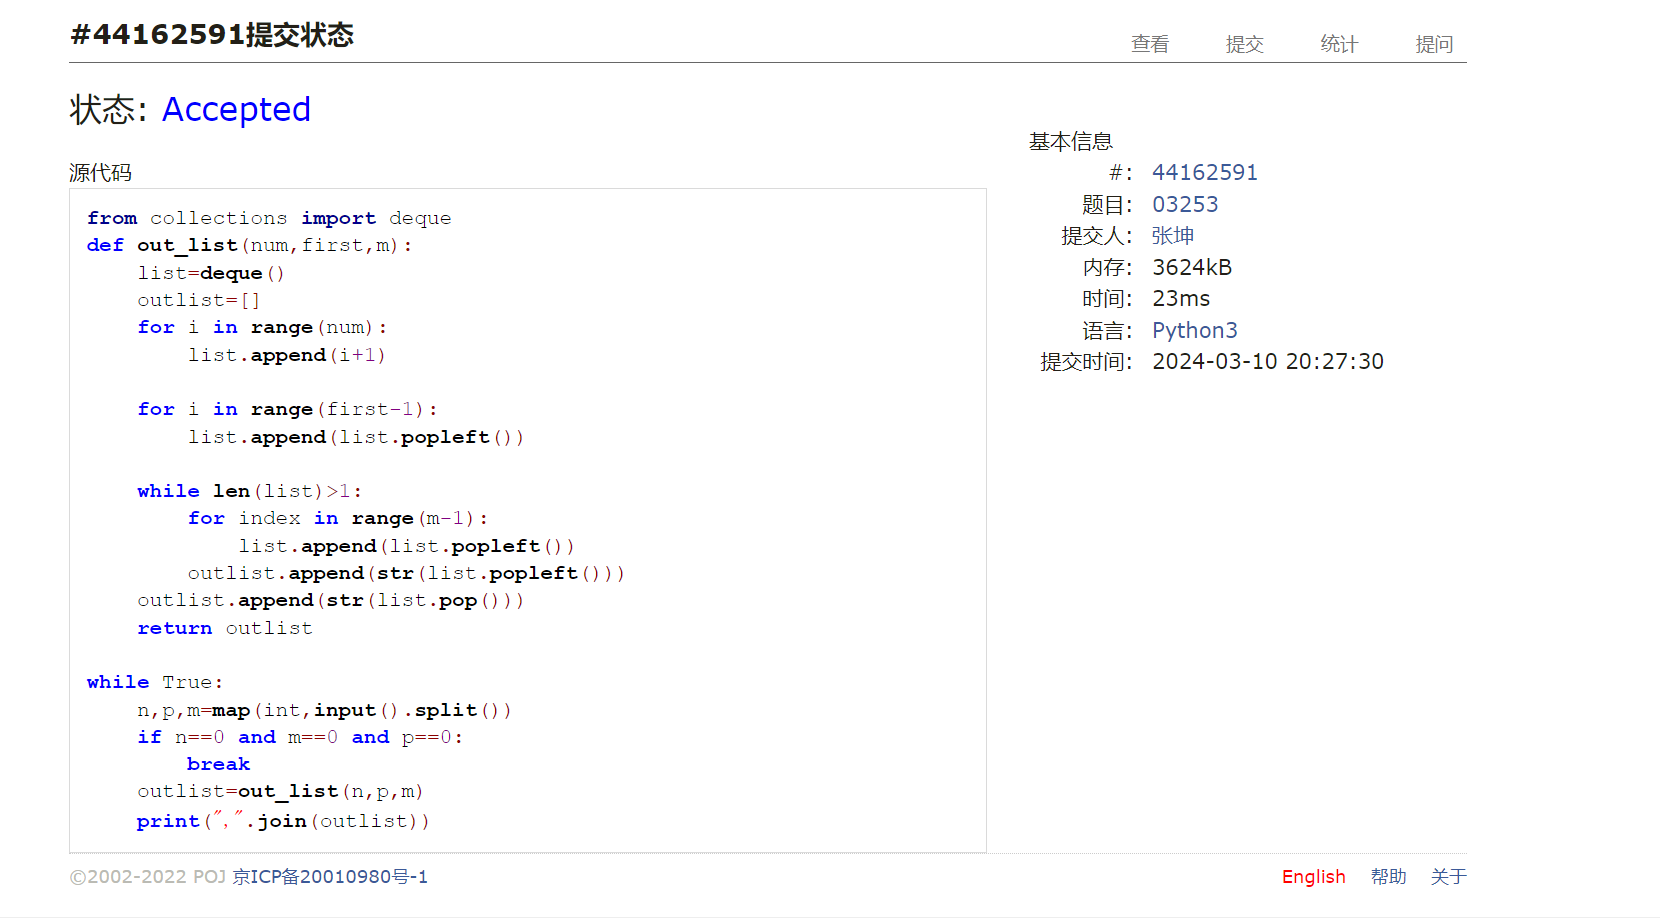 #44162591提交状态
查看 提交 统计 提问
状态: Accepted
源代码
from collections import deque
def out_list(num,first,m):
    list=deque()
    outlist=[]
    for i in range(num):
        list.append(i+1)

    for i in range(first-1):
        list.append(list.popleft())

    while len(list)>1:
        for index in range(m-1):
            list.append(list.popleft())
        outlist.append(str(list.popleft()))
    outlist.append(str(list.pop()))
    return outlist

while True:
    n,p,m=map(int,input().split())
    if n==0 and m==0 and p==0:
        break
    outlist=out_list(n,p,m)
    print(",".join(outlist))
基本信息
#: 44162591
题目: 03253
提交人: 张坤
内存: 3624kB
时间: 23ms
语言: Python3
提交时间: 2024-03-10 20:27:30
©2002-2022 POJ 京ICP备20010980号-1
English 帮助 关于